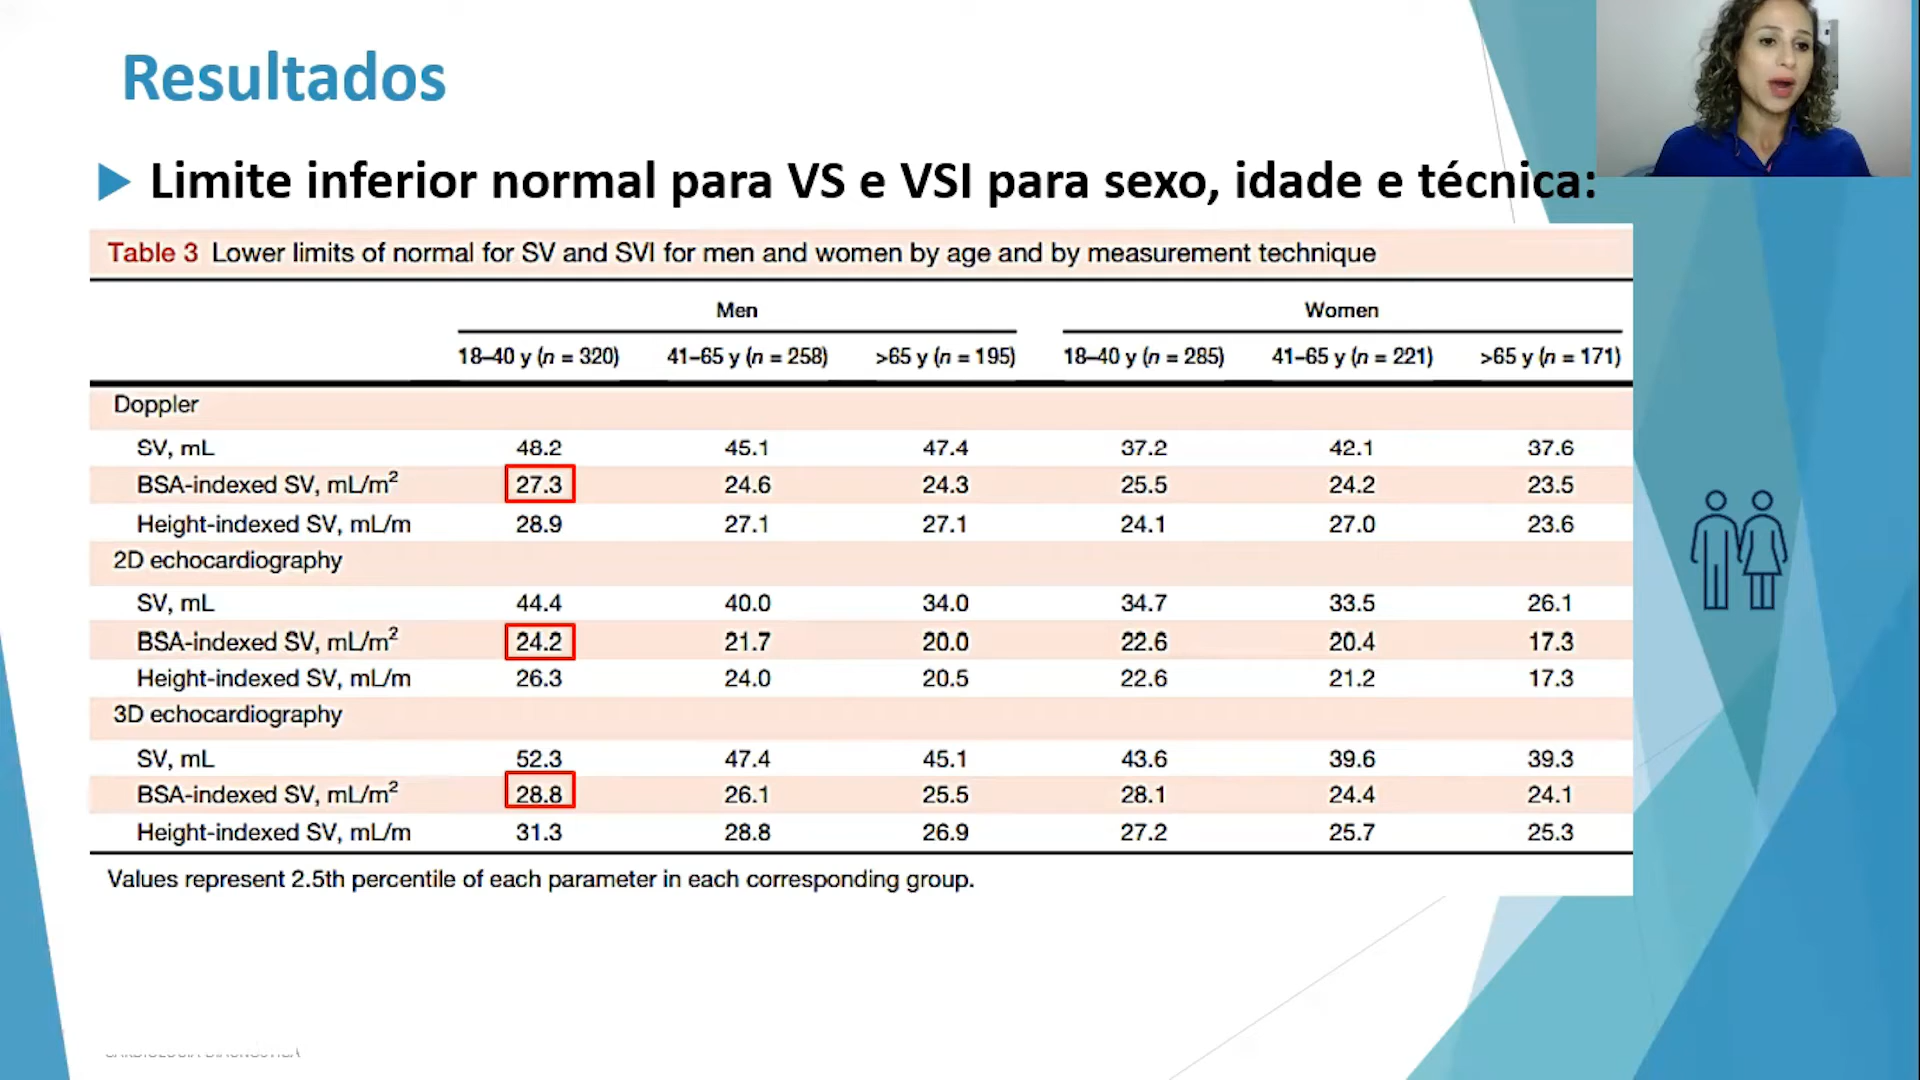 Resultados
Limite inferior normal para VS e VSI para sexo, idade e técnica:
Table 3 Lower limits of normal for SV and SVI for men and women by age and by measurement technique
Men Women
18–40 y (n = 320) 41–65 y (n = 258) >65 y (n = 195) 18–40 y (n = 285) 41–65 y (n = 221) >65 y (n = 171)
Doppler
SV, mL 48.2 45.1 47.4 37.2 42.1 37.6
BSA-indexed SV, mL/m² 27.3 24.6 24.3 25.5 24.2 23.5
Height-indexed SV, mL/m 28.9 27.1 27.1 24.1 27.0 23.6
2D echocardiography
SV, mL 44.4 40.0 34.0 34.7 33.5 26.1
BSA-indexed SV, mL/m² 24.2 21.7 20.0 22.6 20.4 17.3
Height-indexed SV, mL/m 26.3 24.0 20.5 22.6 21.2 17.3
3D echocardiography
SV, mL 52.3 47.4 45.1 43.6 39.6 39.3
BSA-indexed SV, mL/m² 28.8 26.1 25.5 28.1 24.4 24.1
Height-indexed SV, mL/m 31.3 28.8 26.9 27.2 25.7 25.3
Values represent 2.5th percentile of each parameter in each corresponding group.